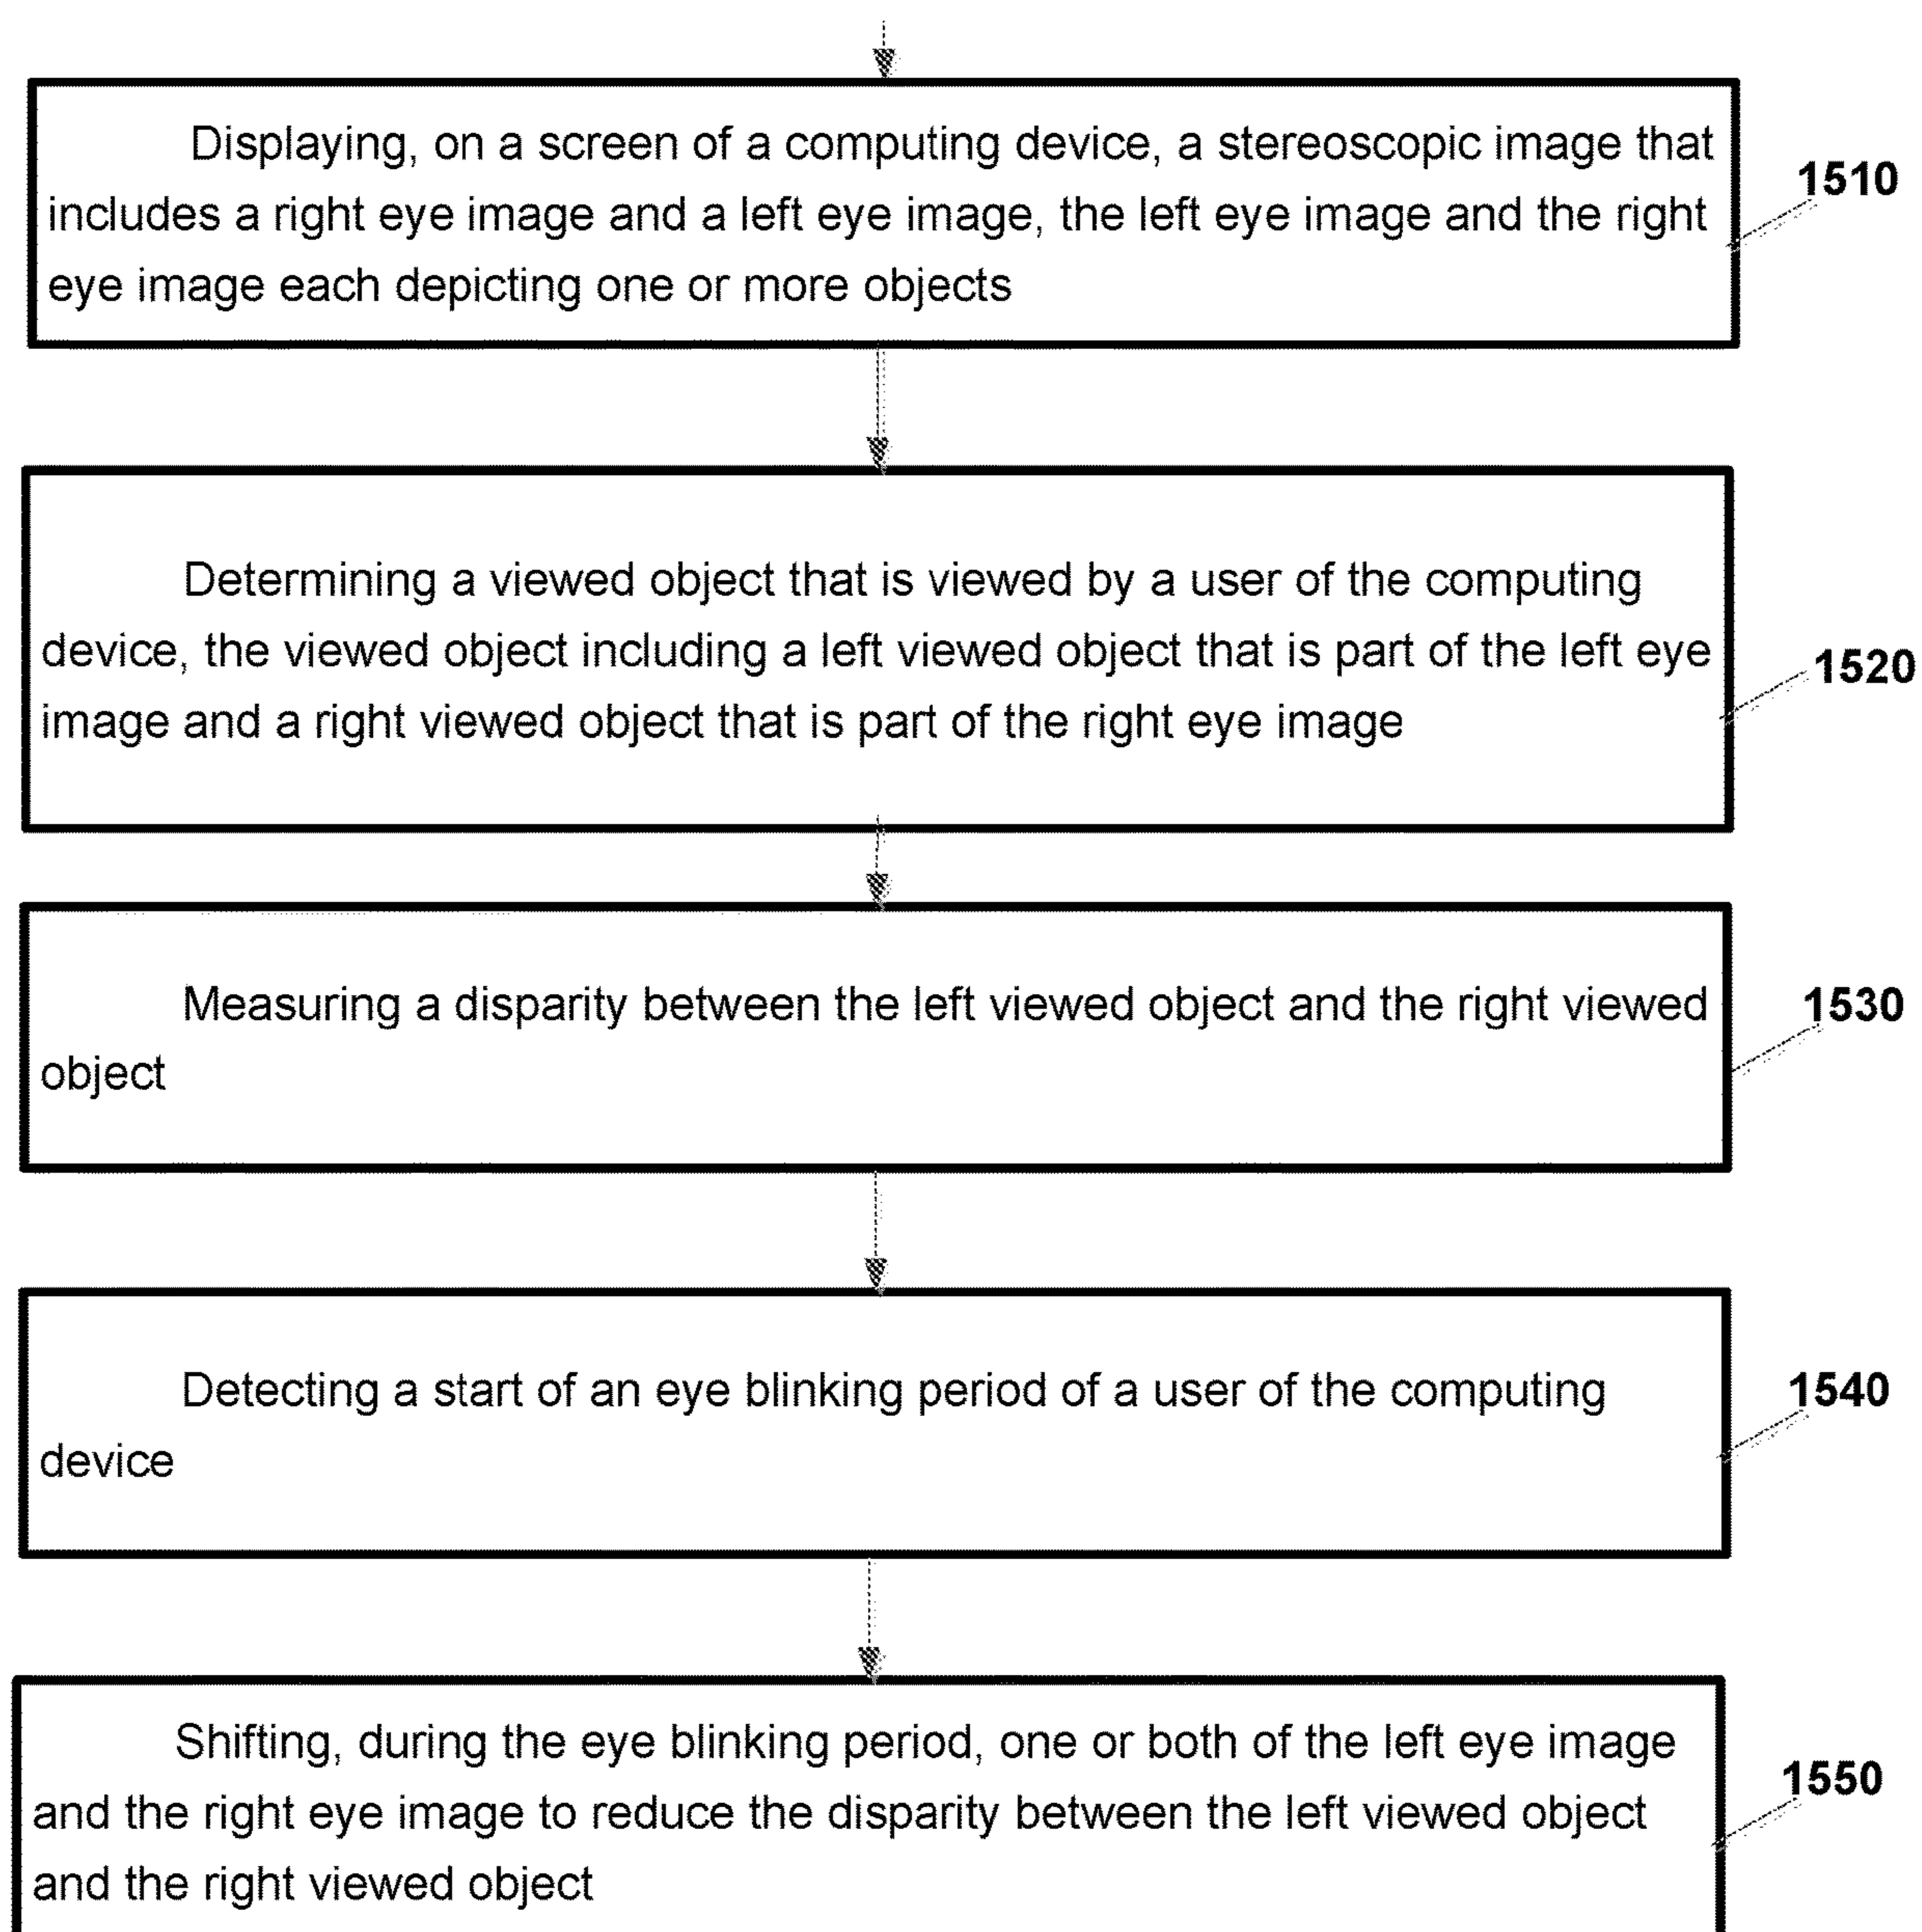 Displaying, on a screen of a computing device, a stereoscopic image that
includes a right eye image and a left eye image, the left eye image and the right
eye image each depicting one or more objects
1510
Determining a viewed object that is viewed by a user of the computing
device, the viewed object including a left viewed object that is part of the left eye
image and a right viewed object that is part of the right eye image
1520
Measuring a disparity between the left viewed object and the right viewed
object
1530
Detecting a start of an eye blinking period of a user of the computing
device
1540
Shifting, during the eye blinking period, one or both of the left eye image
and the right eye image to reduce the disparity between the left viewed object
and the right viewed object
1550